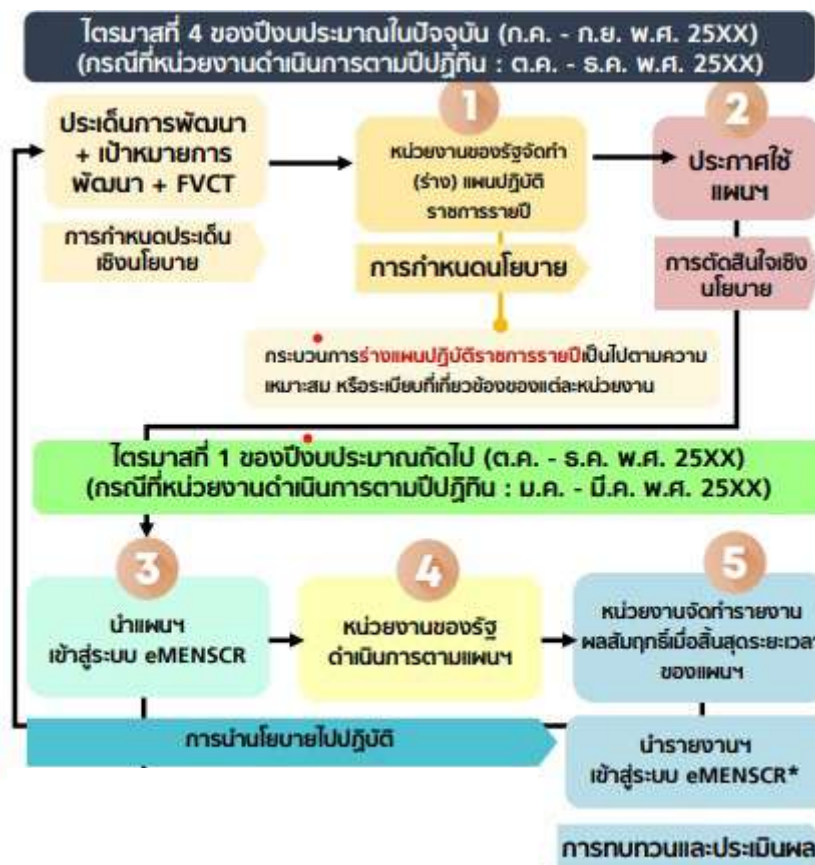 ไตรมาสที่ 4 ของปีงบประมาณในปัจจุบัน (ก.ค. - ก.ย. พ.ศ. 25XX)
(กรณีที่หน่วยงานดำเนินการตามปีปฏิทิน : ต.ค. - ธ.ค. พ.ศ. 25XX)
ประเด็นการพัฒนา
+ เป้าหมายการ
พัฒนา + FVCT
การกำหนดประเด็น
เชิงนโยบาย
1
หน่วยงานของรัฐจัดทำ
(ร่าง) แผนปฏิบัติ
ราชการรายปี
การกำหนดนโยบาย
2
ประกาศใช้
แผนฯ
การตัดสินใจเชิง
นโยบาย
กระบวนการร่างแผนปฏิบัติราชการรายปีเป็นไปตามความ
เหมาะสม หรือระเบียบที่เกี่ยวข้องของแต่ละหน่วยงาน
ไตรมาสที่ 1 ของปีงบประมาณถัดไป (ต.ค. - ธ.ค. พ.ศ. 25XX)
(กรณีที่หน่วยงานดำเนินการตามปีปฏิทิน : ม.ค. - มี.ค. พ.ศ. 25XX)
3
นำแผนฯ
เข้าสู่ระบบ eMENSCR
4
หน่วยงานของรัฐ
ดำเนินการตามแผนฯ
5
หน่วยงานจัดทำรายงาน
ผลสัมฤทธิ์เมื่อสิ้นสุดระยะเวลา
ของแผนฯ
การนำนโยบายไปปฏิบัติ
นำรายงานฯ
เข้าสู่ระบบ eMENSCR*
การทบทวนและประเมินผล